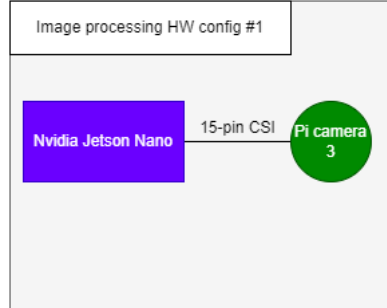 Image processing HW config #1
Nvidia Jetson Nano
15-pin CSI
Pi camera
3